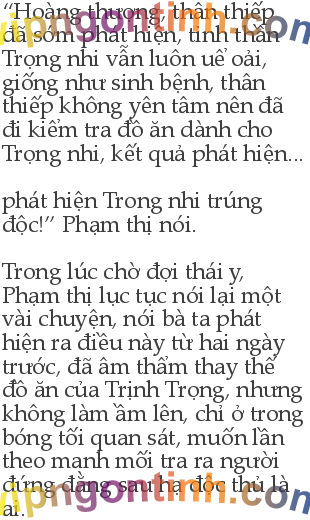 “Hoàng thượng, thần thiếp
đã sớm phát hiện, tinh thần
Trọng nhi vẫn luôn uể oải,
giống như sinh bệnh, thân
thiếp không yên tâm nên đã
đi kiểm tra đồ ăn dành cho
Trọng nhi, kết quả phát hiện...
phát hiện Trong nhi trúng
độc!” Phạm thị nói.
Trong lúc chờ đợi thái y,
Phạm thị lục tục nói lại một
vài chuyện, nói bà ta phát
hiện ra điều này từ hai ngày
trước, đã âm thầm thay thế
đồ ăn của Trịnh Trọng, nhưng
không làm ầm lên, chỉ ở trong
bóng tối quan sát, muốn lần
theo manh mối tra ra người
đứng đằng sau hạ độc thủ là
ai.
vipngontinh.com
vipngontinh.com